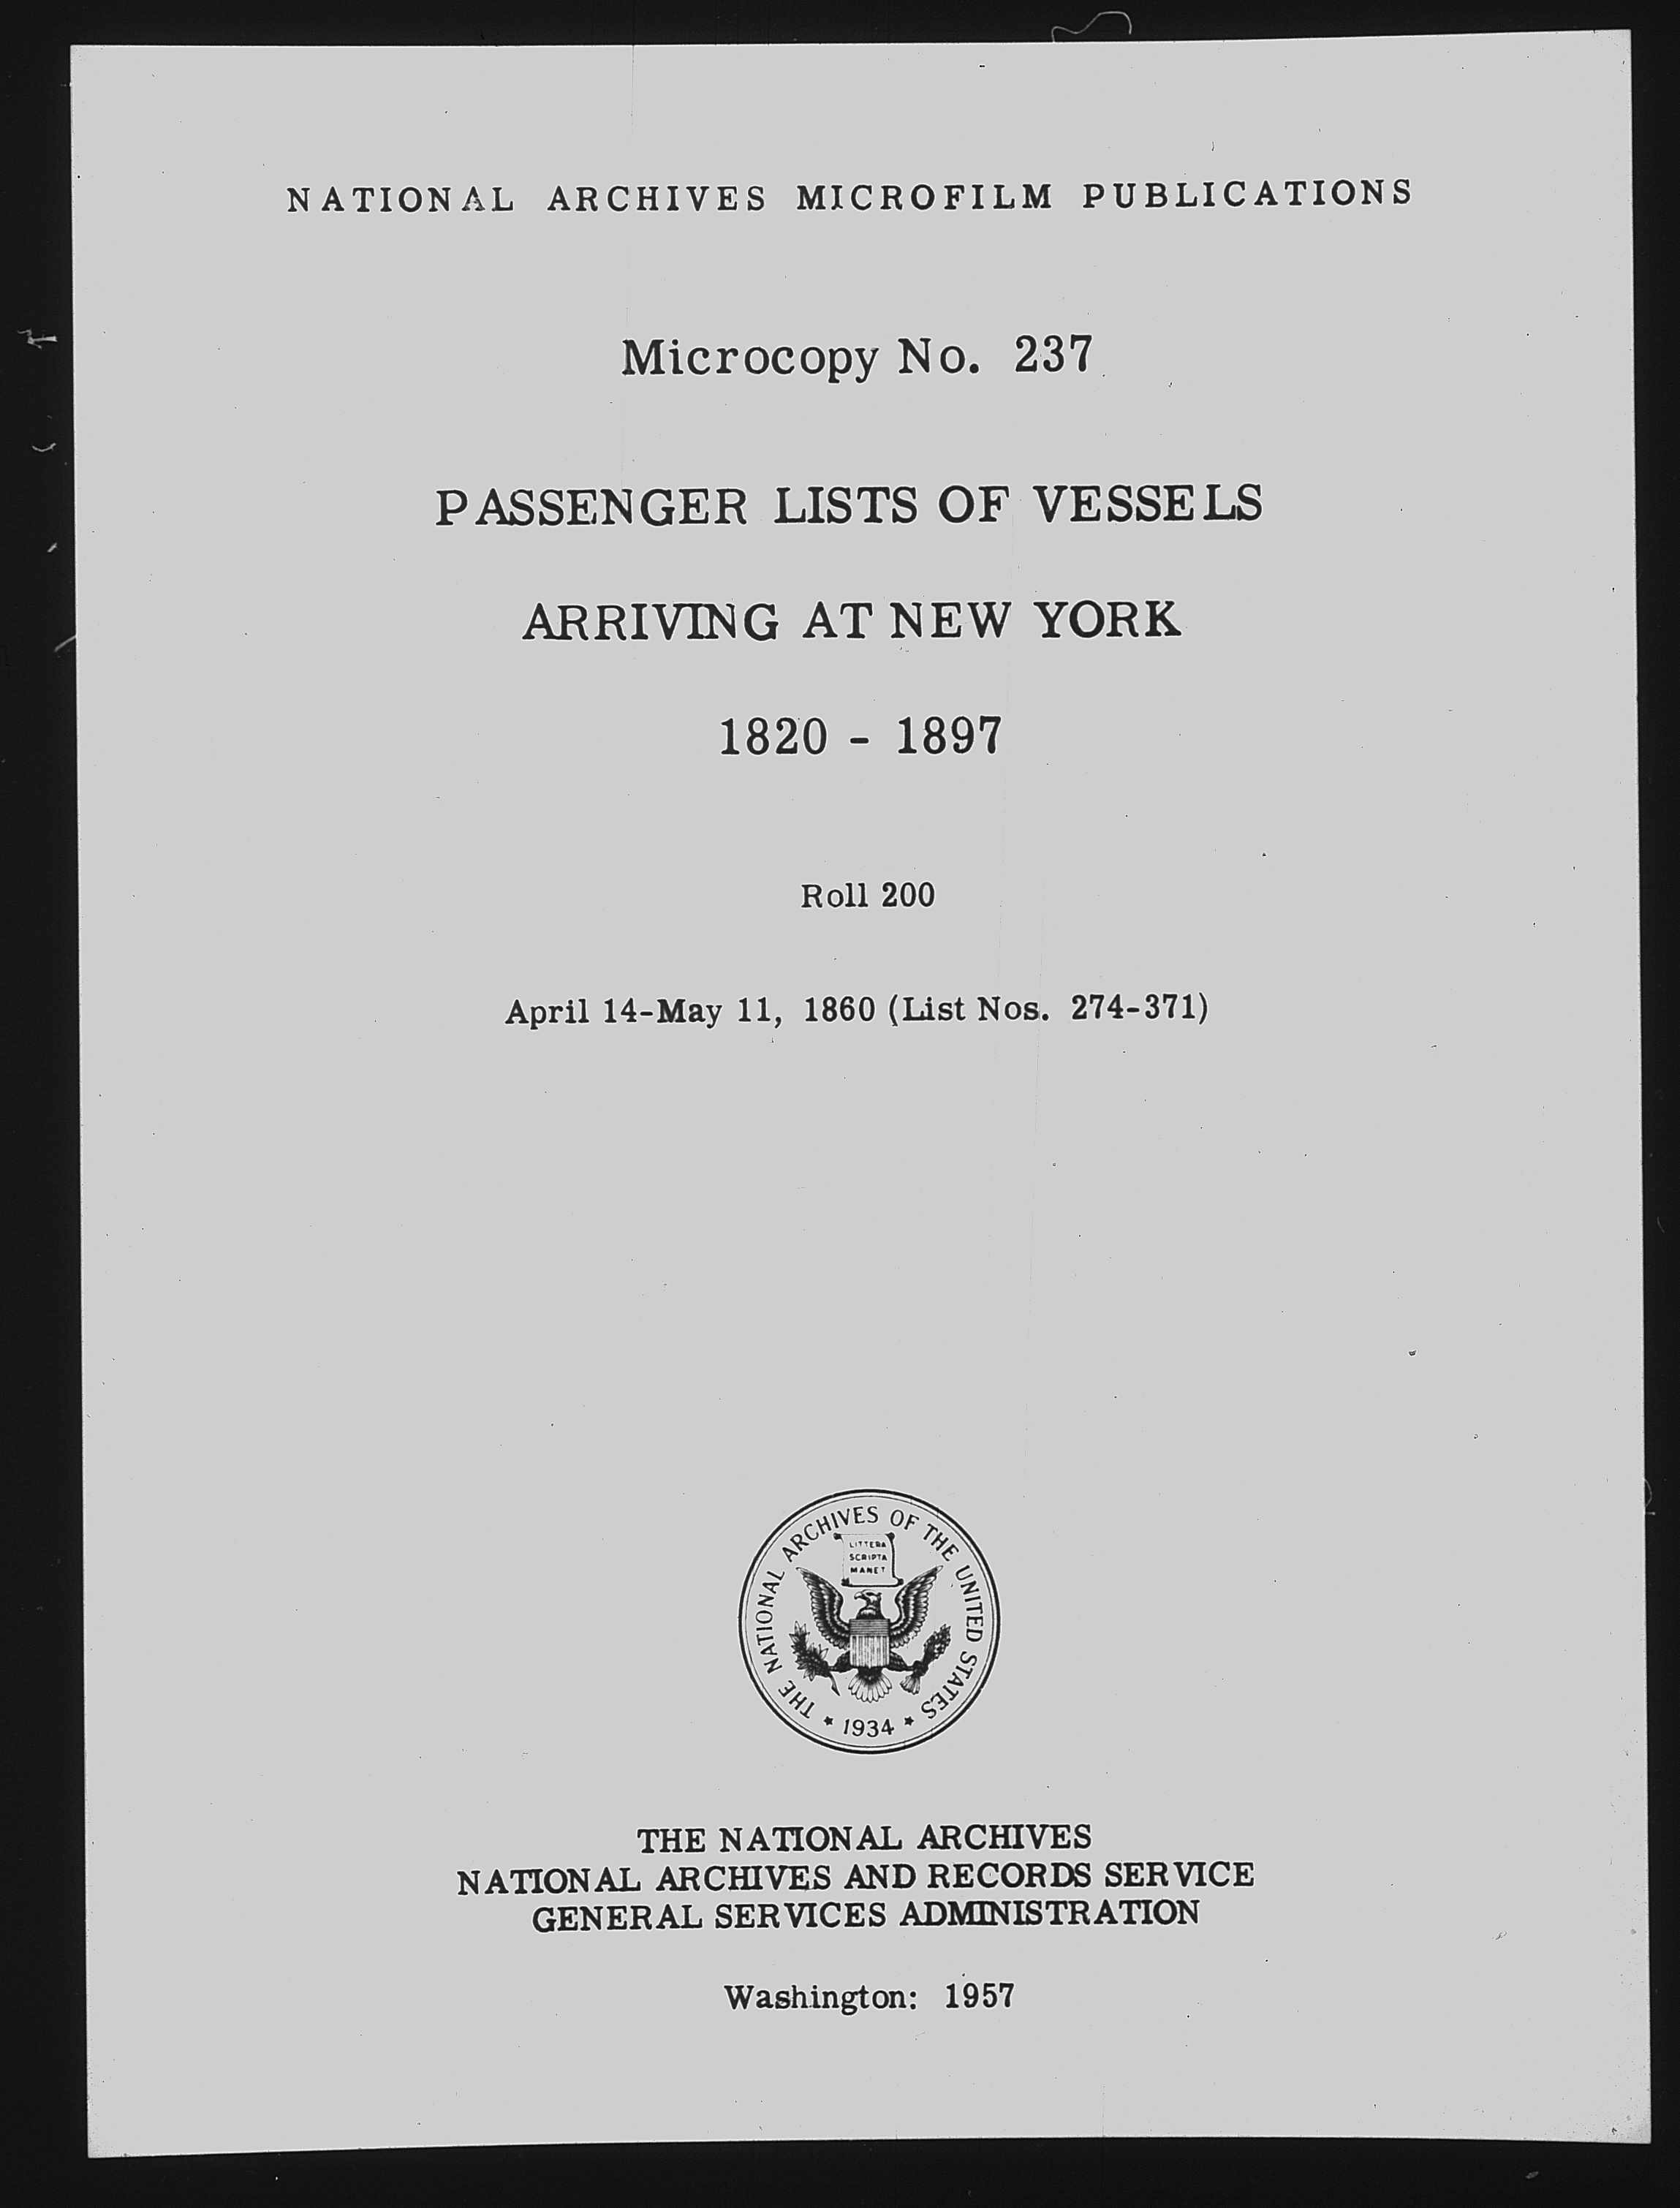 NATIONAL ARCHIVES MICROFILM PUBLICATIONS
Microcopy No. 237
PASSENGER LISTS OF VESSELS
ARRIVING AT NEW YORK
1820 - 1897
Roll 200
April 14-May 11, 1860 (List Nos. 274-371)
THE NATIONAL ARCHIVES OF THE UNITED STATES
LITTERA
SCRIPTA
MANET
* 1934 *
THE NATIONAL ARCHIVES
NATIONAL ARCHIVES AND RECORDS SERVICE
GENERAL SERVICES ADMINISTRATION
Washington: 1957